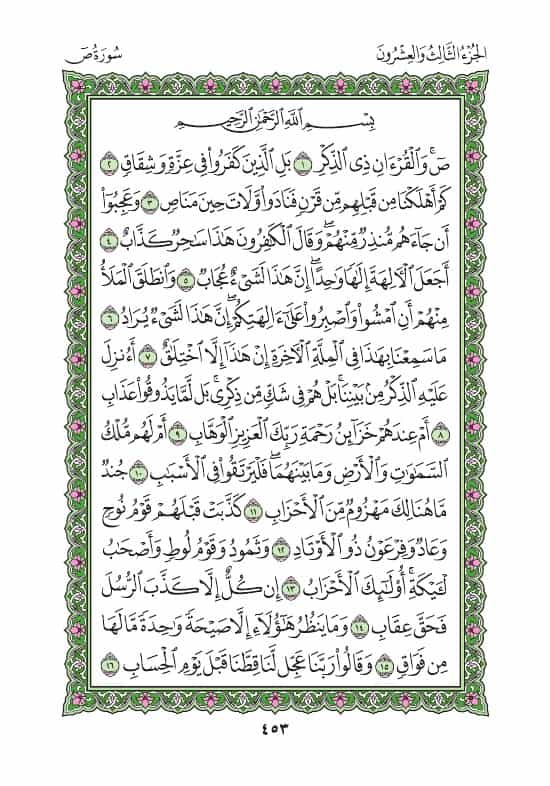 الجُزْءُ الثَّالِثُ وَالعِشْرُونَ
سُورَةُ صٓ
بِسْمِ ٱللَّهِ ٱلرَّحْمَٰنِ ٱلرَّحِيمِ
صٓۚ وَٱلْقُرْءَانِ ذِى ٱلذِّكْرِ ١ بَلِ ٱلَّذِينَ كَفَرُوا۟ فِى عِزَّةٍ وَشِقَاقٍ ٢
كَمْ أَهْلَكْنَا مِن قَبْلِهِم مِّن قَرْنٍ فَنَادَوا۟ وَّلَاتَ حِينَ مَنَاصٍ ٣ وَعَجِبُوٓا۟
أَن جَآءَهُم مُّنذِرٌ مِّنْهُمْۖ وَقَالَ ٱلْكَٰفِرُونَ هَٰذَا سَٰحِرٌ كَذَّابٌ ٤
أَجَعَلَ ٱلْءَالِهَةَ إِلَٰهًا وَٰحِدًاۖ إِنَّ هَٰذَا لَشَىْءٌ عُجَابٌ ٥ وَٱنطَلَقَ ٱلْمَلَأُ
مِنْهُمْ أَنِ ٱمْشُوا۟ وَٱصْبِرُوا۟ عَلَىٰٓ ءَالِهَتِكُمْۖ إِنَّ هَٰذَا لَشَىْءٌ يُرَادُ ٦
مَا سَمِعْنَا بِهَٰذَا فِى ٱلْمِلَّةِ ٱلْءَاخِرَةِ إِنْ هَٰذَآ إِلَّا ٱخْتِلَٰقٌ ٧ أَءُنزِلَ
عَلَيْهِ ٱلذِّكْرُ مِنۢ بَيْنِنَاۚ بَلْ هُمْ فِى شَكٍّ مِّن ذِكْرِىۖ بَل لَّمَّا يَذُوقُوا۟ عَذَابِ
٨ أَمْ عِندَهُمْ خَزَآئِنُ رَحْمَةِ رَبِّكَ ٱلْعَزِيزِ ٱلْوَهَّابِ ٩ أَمْ لَهُم مُّلْكُ
ٱلسَّمَٰوَٰتِ وَٱلْأَرْضِ وَمَا بَيْنَهُمَاۖ فَلْيَرْتَقُوا۟ فِى ٱلْأَسْبَٰبِ ١٠ جُندٌ
مَّا هُنَالِكَ مَهْزُومٌ مِّنَ ٱلْأَحْزَابِ ١١ كَذَّبَتْ قَبْلَهُمْ قَوْمُ نُوحٍ
وَعَادٌ وَفِرْعَوْنُ ذُو ٱلْأَوْتَادِ ١٢ وَثَمُودُ وَقَوْمُ لُوطٍ وَأَصْحَٰبُ
لْـَٔيْكَةِۚ أُو۟لَٰٓئِكَ ٱلْأَحْزَابُ ١٣ إِن كُلٌّ إِلَّا كَذَّبَ ٱلرُّسُلَ
فَحَقَّ عِقَابِ ١٤ وَمَا يَنظُرُ هَٰٓؤُلَآءِ إِلَّا صَيْحَةً وَٰحِدَةً مَّا لَهَا
مِن فَوَاقٍ ١٥ وَقَالُوا۟ رَبَّنَا عَجِّل لَّنَا قِطَّنَا قَبْلَ يَوْمِ ٱلْحِسَابِ ١٦
٤٥٣